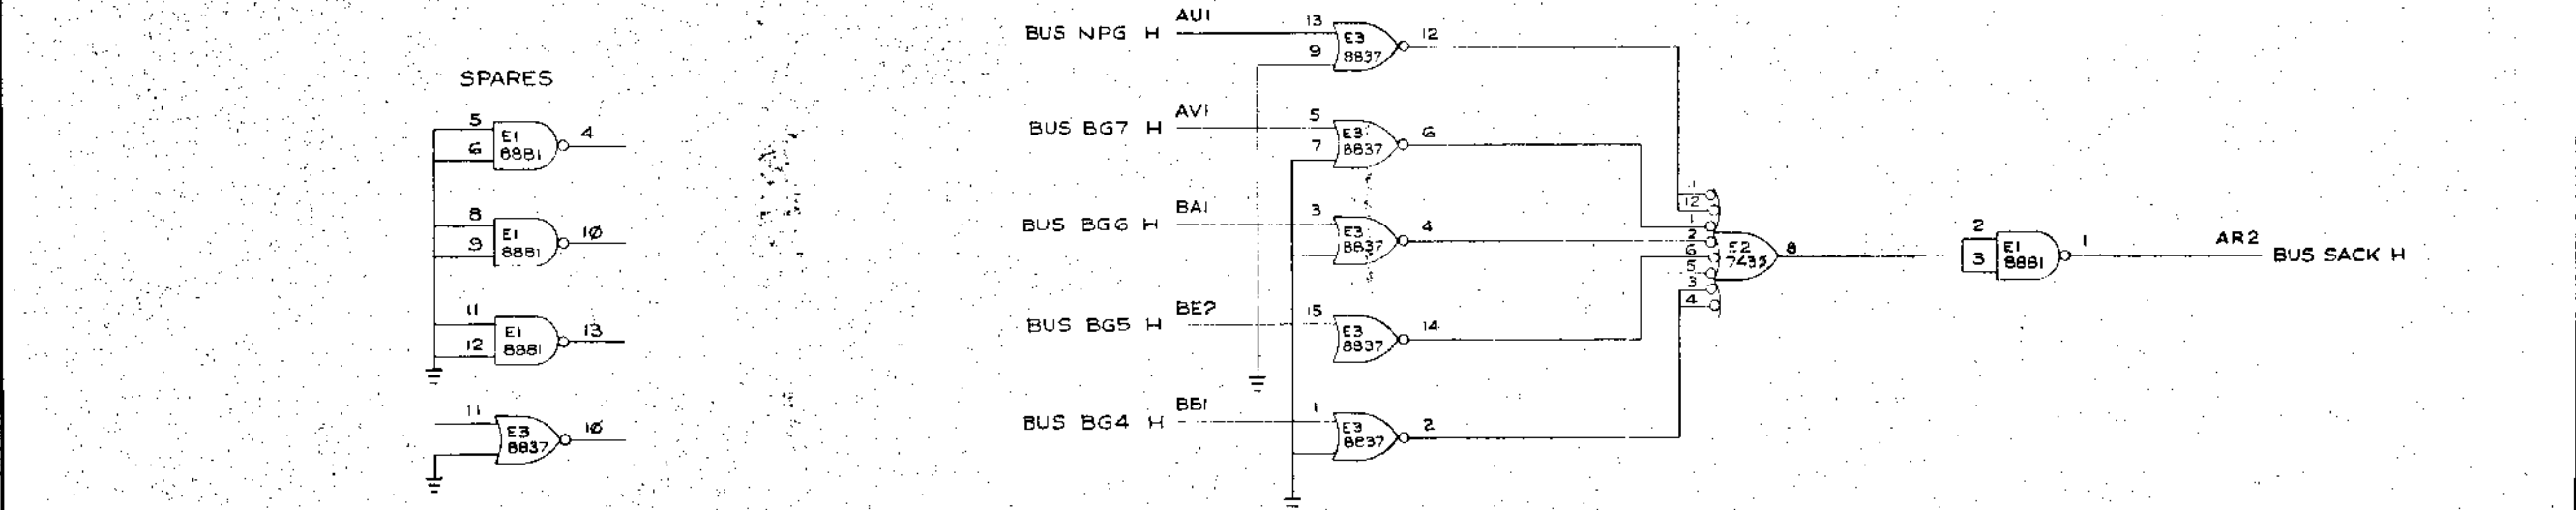 SPARES
5
6
E1
8881
4
8
9
E1
8881
10
11
12
E1
8881
13
11
E3
8837
10
BUS NPG H
AU1
13
9
E3
8837
12
BUS BG7 H
AV1
5
7
E3
8837
6
BUS BG6 H
BA1
3
E3
8837
4
BUS BG5 H
BE2
15
E3
8837
14
BUS BG4 H
BB1
1
E3
8837
2
12
1
2
6
5
3
4
E2
8
2
3
E1
8881
1
AR2
BUS SACK H